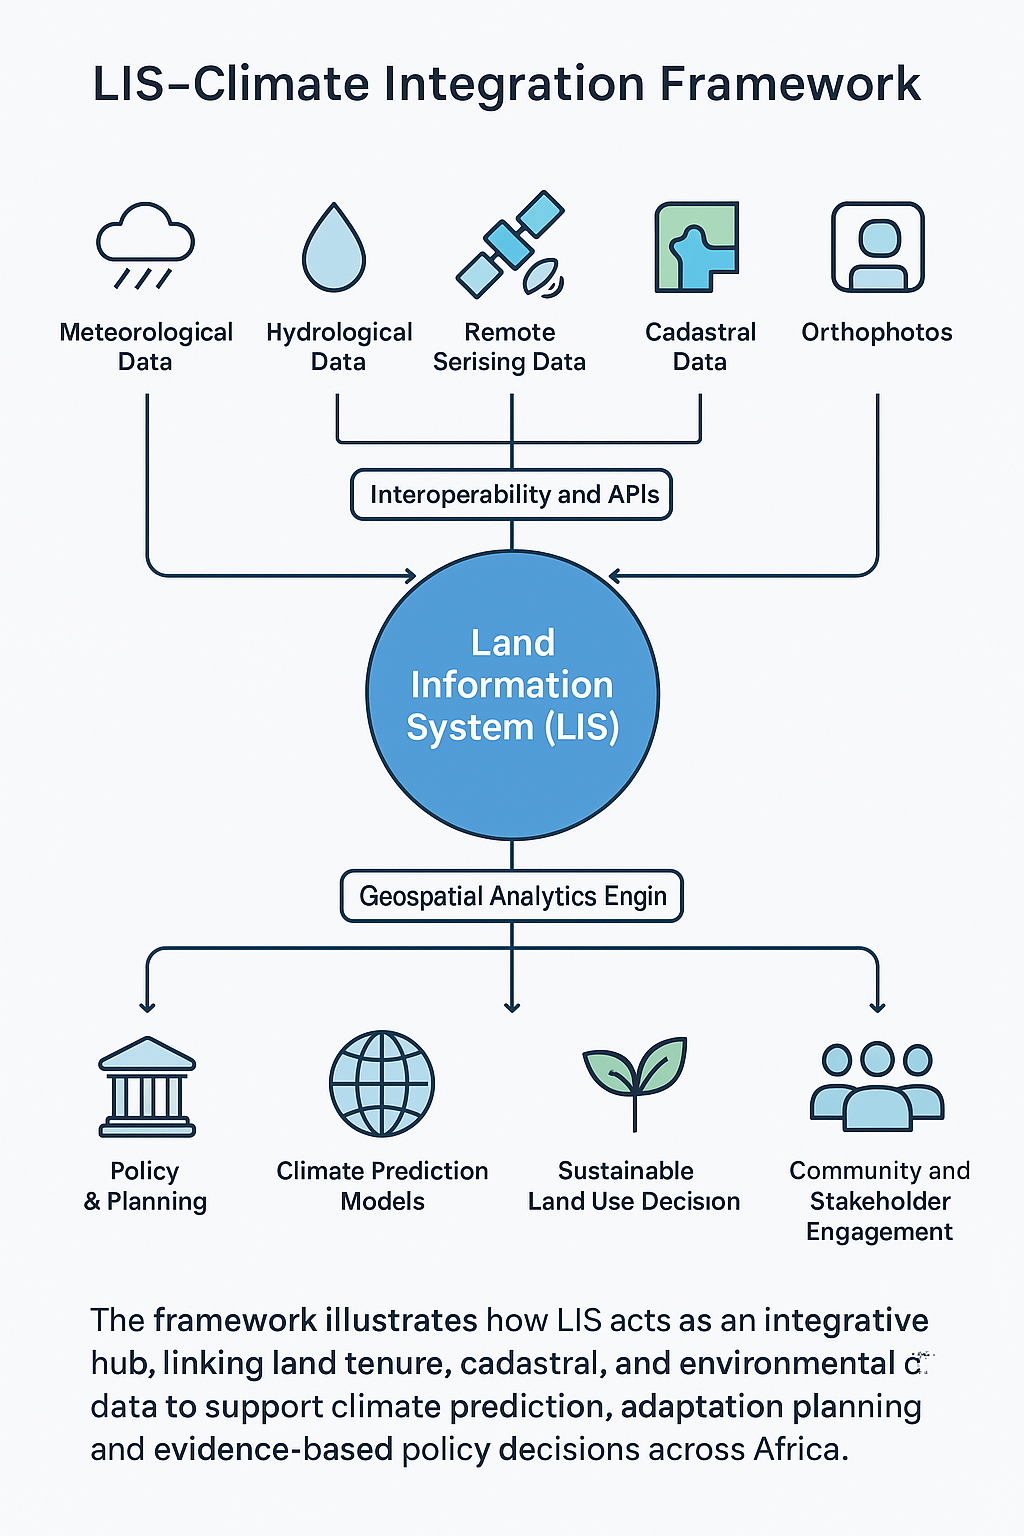 LIS–Climate Integration Framework
Meteorological
Data
Hydrological
Data
Remote
Serising Data
Cadastral
Data
Orthophotos
Interoperability and APIs
Land
Information
System (LIS)
Geospatial Analytics Engin
Policy
& Planning
Climate Prediction
Models
Sustainable
Land Use Decision
Community and
Stakeholder
Engagement
The framework illustrates how LIS acts as an integrative
hub, linking land tenure, cadastral, and environmental
data to support climate prediction, adaptation planning
and evidence-based policy decisions across Africa.